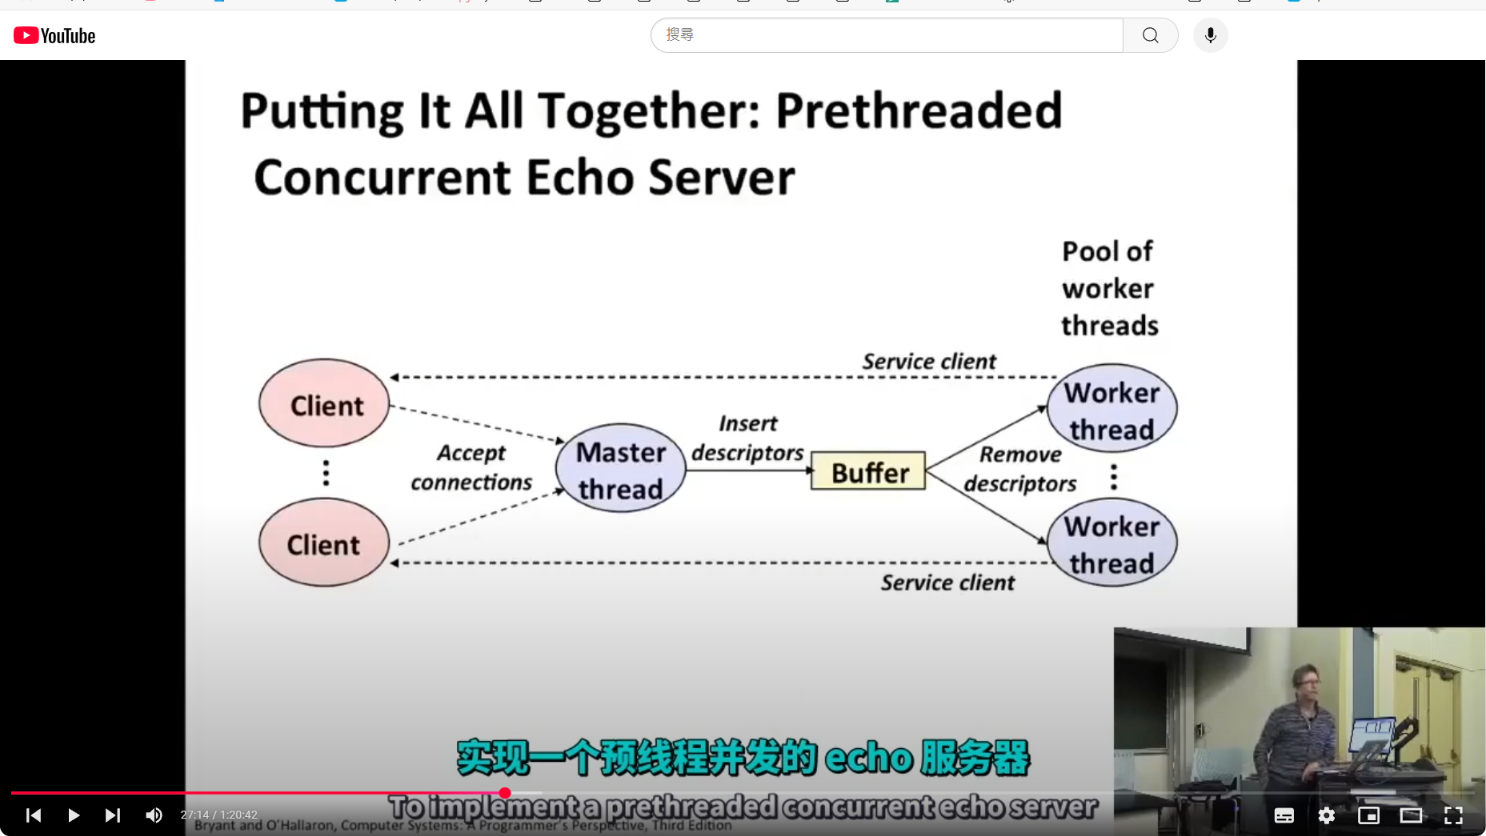 YouTube
搜尋
Putting It All Together: Prethreaded
Concurrent Echo Server
Pool of
worker
threads
Service client
Client
Worker
thread
Accept
connections
Master
thread
Insert
descriptors
Buffer
Remove
descriptors
Client
Worker
thread
Service client
实现一个预线程并发的 echo 服务器
To implement a prethreaded concurrent echo server
27:14 / 1:20:42
Bryant and O'Hallaron, Computer Systems: A Programmer's Perspective, Third Edition